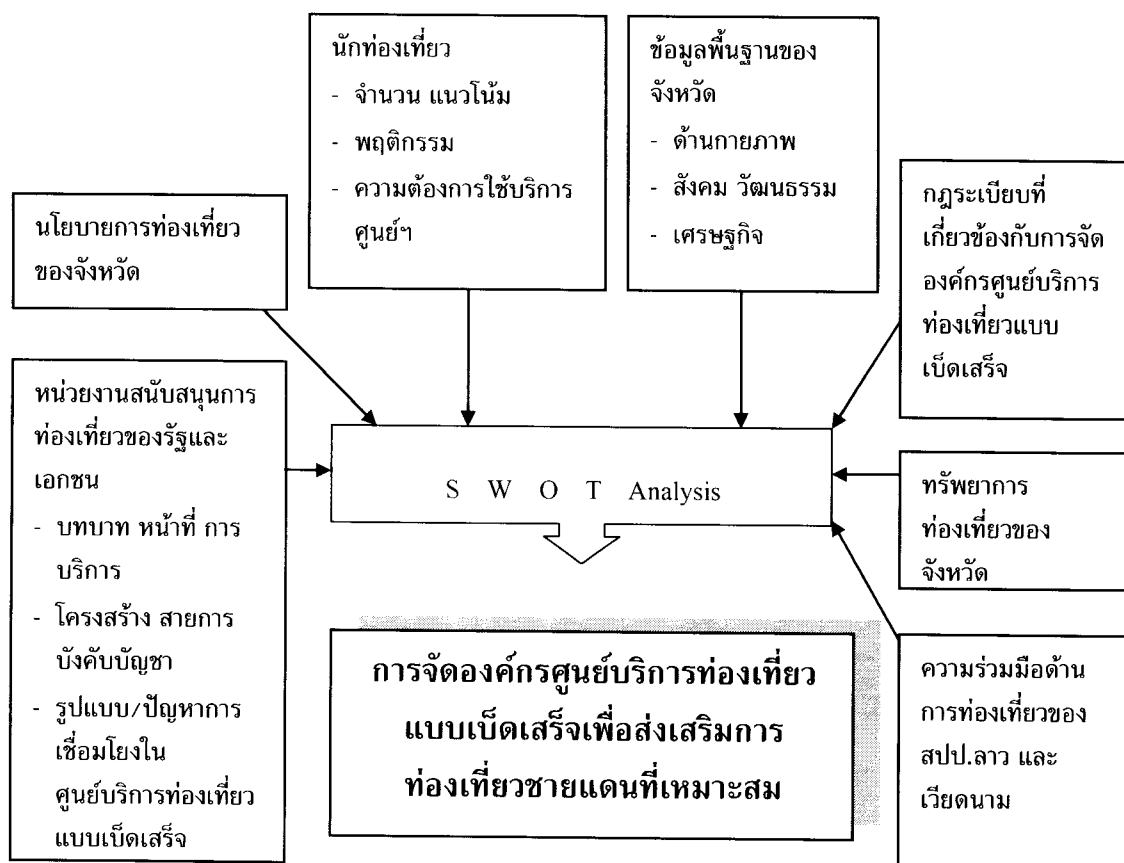 นักท่องเที่ยว
- จำนวน แนวโน้ม
- พฤติกรรม
- ความต้องการใช้บริการ
ศูนย์ฯ
ข้อมูลพื้นฐานของ
จังหวัด
- ด้านกายภาพ
- สังคม วัฒนธรรม
- เศรษฐกิจ
นโยบายการท่องเที่ยว
ของจังหวัด
กฎระเบียบที่
เกี่ยวข้องกับการจัด
องค์กรศูนย์บริการ
ท่องเที่ยวแบบ
เบ็ดเสร็จ
หน่วยงานสนับสนุนการ
ท่องเที่ยวของรัฐและ
เอกชน
- บทบาท หน้าที่ การ
บริการ
- โครงสร้าง สายการ
บังคับบัญชา
- รูปแบบ/ปัญหาการ
เชื่อมโยงใน
ศูนย์บริการท่องเที่ยว
แบบเบ็ดเสร็จ
S W O T Analysis
ทรัพยาการ
ท่องเที่ยวของ
จังหวัด
การจัดองค์กรศูนย์บริการท่องเที่ยว
แบบเบ็ดเสร็จเพื่อส่งเสริมการ
ท่องเที่ยวชายแดนที่เหมาะสม
ความร่วมมือด้าน
การท่องเที่ยวของ
สปป.ลาว และ
เวียดนาม